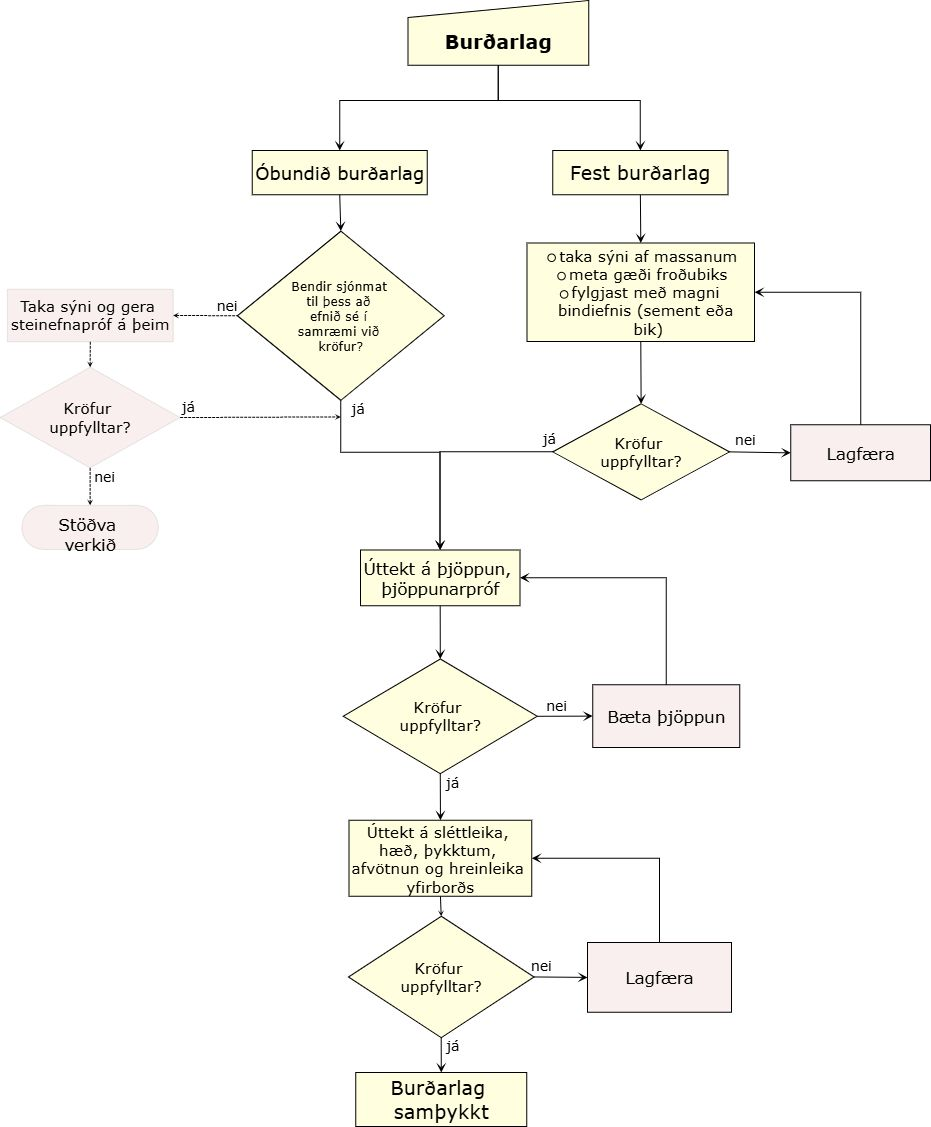 Burðarlag
Óbundið burðarlag
Fest burðarlag
Bendir sjónmat
til þess að
efnið sé í
samræmi við
kröfur?
nei
Taka sýni og gera
steinefnapróf á þeim
Kröfur
uppfylltar?
já
já
nei
Stöðva
verkið
○taka sýni af massanum
○meta gæði froðubiks
○fylgjast með magni
bindiefnis (sement eða
bik)
Kröfur
uppfylltar?
já
nei
Lagfæra
Úttekt á þjöppun,
þjöppunarpróf
Kröfur
uppfylltar?
nei
Bæta þjöppun
já
Úttekt á sléttleika,
hæð, þykktum,
afvötnun og hreinleika
yfirborðs
Kröfur
uppfylltar?
nei
Lagfæra
já
Burðarlag
samþykkt